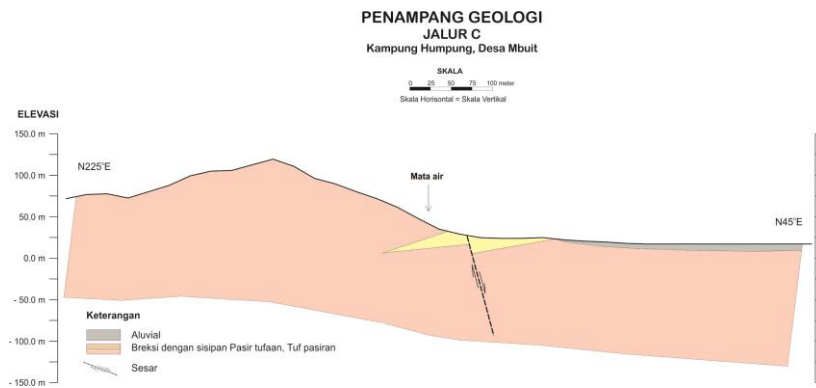 PENAMPANG GEOLOGI
JALUR C
Kampung Humpung, Desa Mbuit
SKALA
0 25 50 75 100 meter
Skala Horisontal = Skala Vertikal
ELEVASI
150.0 m
N225°E
100.0 m
Mata air
50.0 m
N45°E
0.0 m
- 50.0 m
Keterangan
Aluvial
- 100.0 m
Breksi dengan sisipan Pasir tufaan, Tuf pasiran
Sesar
- 150.0 m